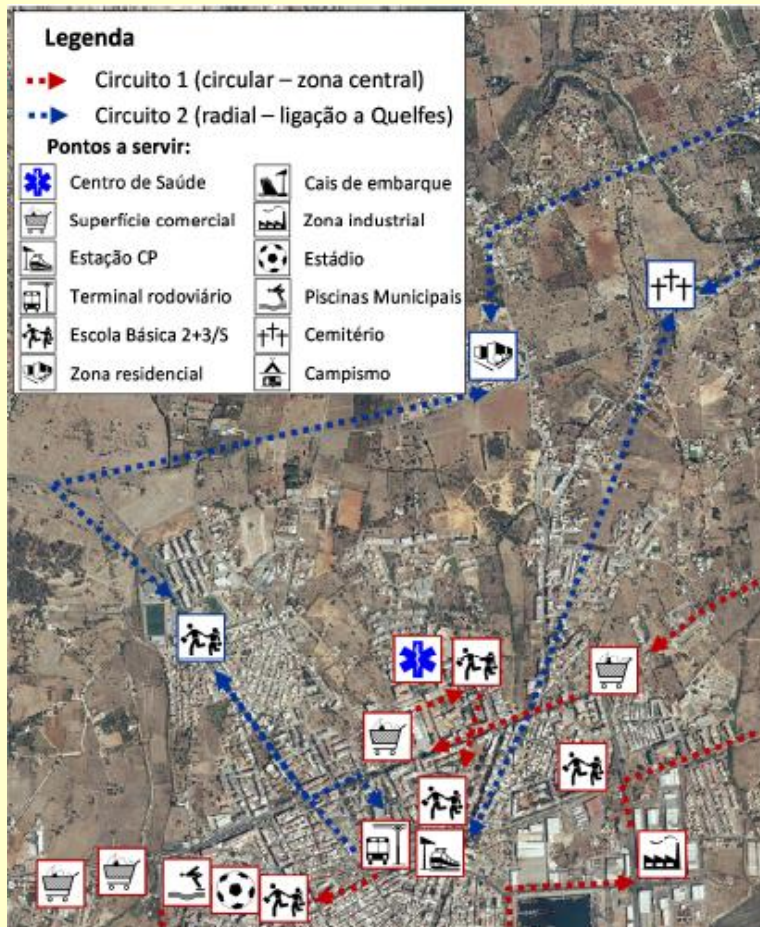 Legenda
Circuito 1 (circular – zona central)
Circuito 2 (radial – ligação a Quelfes)
Pontos a servir:
Centro de Saúde
Cais de embarque
Superfície comercial
Zona industrial
Estação CP
Estádio
Terminal rodoviário
Piscinas Municipais
Escola Básica 2+3/S
Cemitério
Zona residencial
Campismo